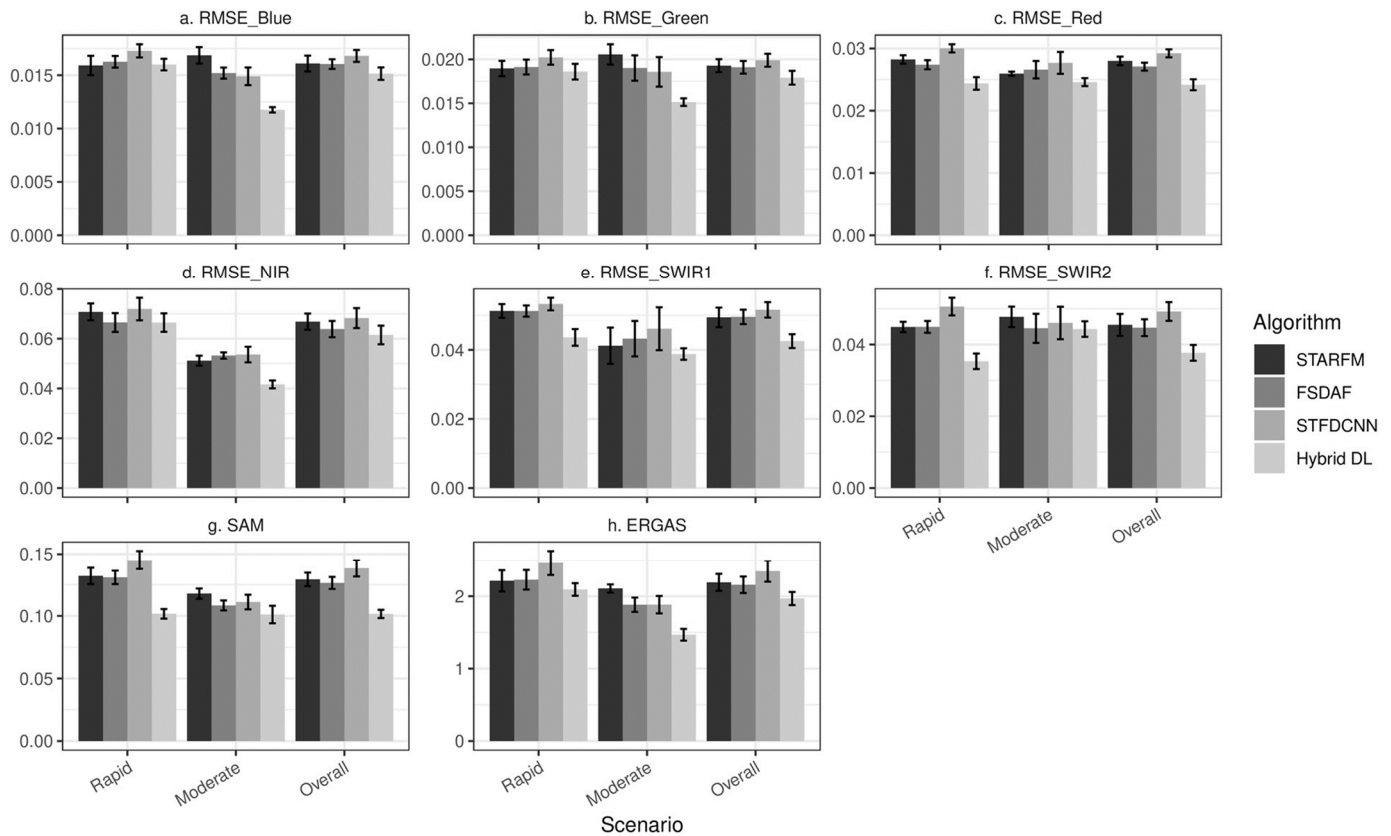 a. RMSE_Blue
b. RMSE_Green
c. RMSE_Red
0.015
0.010
0.005
0.000
0.020
0.015
0.010
0.005
0.000
0.03
0.02
0.01
0.00
d. RMSE_NIR
e. RMSE_SWIR1
f. RMSE_SWIR2
0.08
0.06
0.04
0.02
0.00
0.04
0.02
0.00
0.04
0.02
0.00
Rapid
Moderate
Overall
g. SAM
h. ERGAS
0.15
0.10
0.05
0.00
2
1
0
Rapid
Moderate
Overall
Rapid
Moderate
Overall
Scenario
Algorithm
STARFM
FSDAF
STFDCNN
Hybrid DL